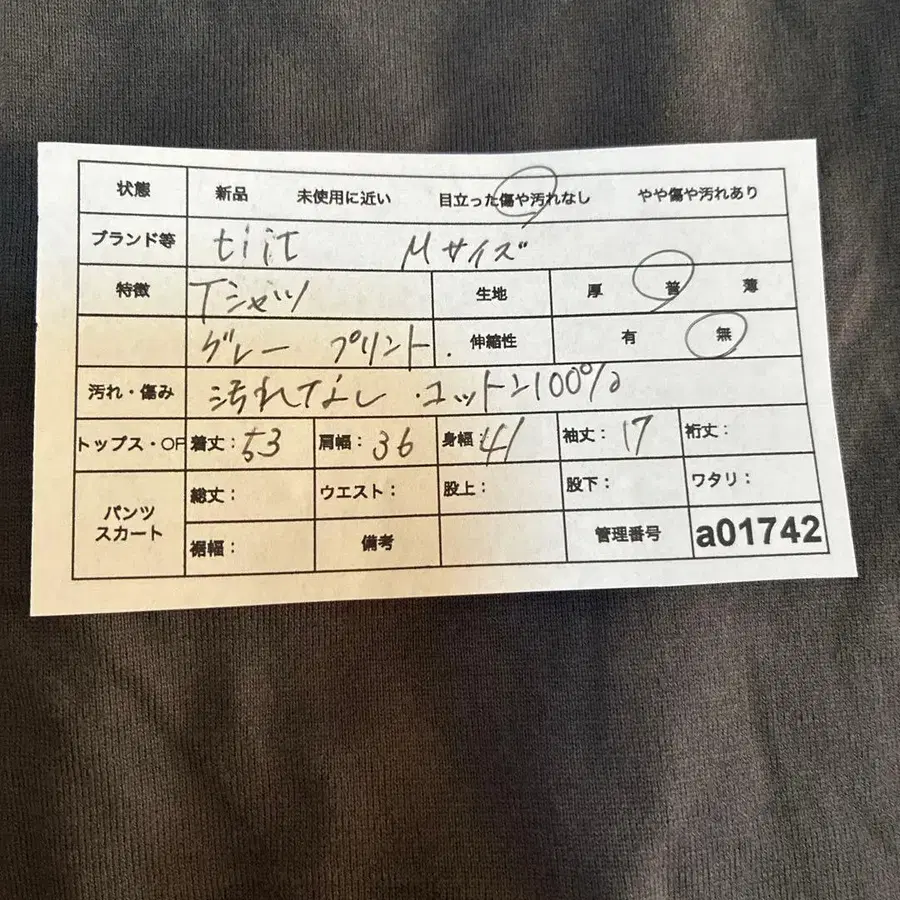 状態 新品 未使用に近い 目立った傷や汚れなし やや傷や汚れあり
ブランド等 tiit Mサイズ
特徴 Tシャツ 生地 厚 普 薄
グレー プリント. 伸縮性 有 無
汚れ・傷み 汚れなし ・コットン100%
トップス・OP 着丈：53 肩幅：36 身幅：41 袖丈：17 裄丈：
パンツ スカート 総丈： ウエスト： 股上： 股下： ワタリ：
裾幅： 備考 管理番号 a01742